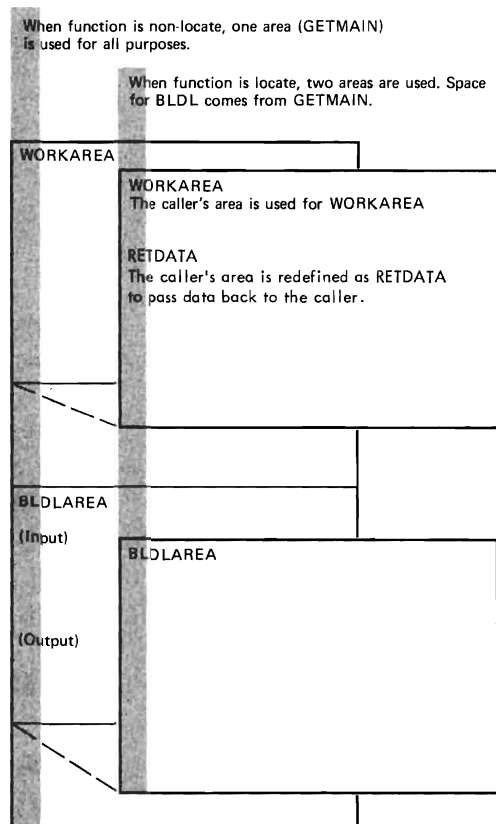 When function is non-locate, one area (GETMAIN)
is used for all purposes.
When function is locate, two areas are used. Space
for BLDL comes from GETMAIN.
WORKAREA
WORKAREA
The caller's area is used for WORKAREA
RETDATA
The caller's area is redefined as RETDATA
to pass data back to the caller.
BLDLAREA
(Input)
BLDLAREA
(Output)